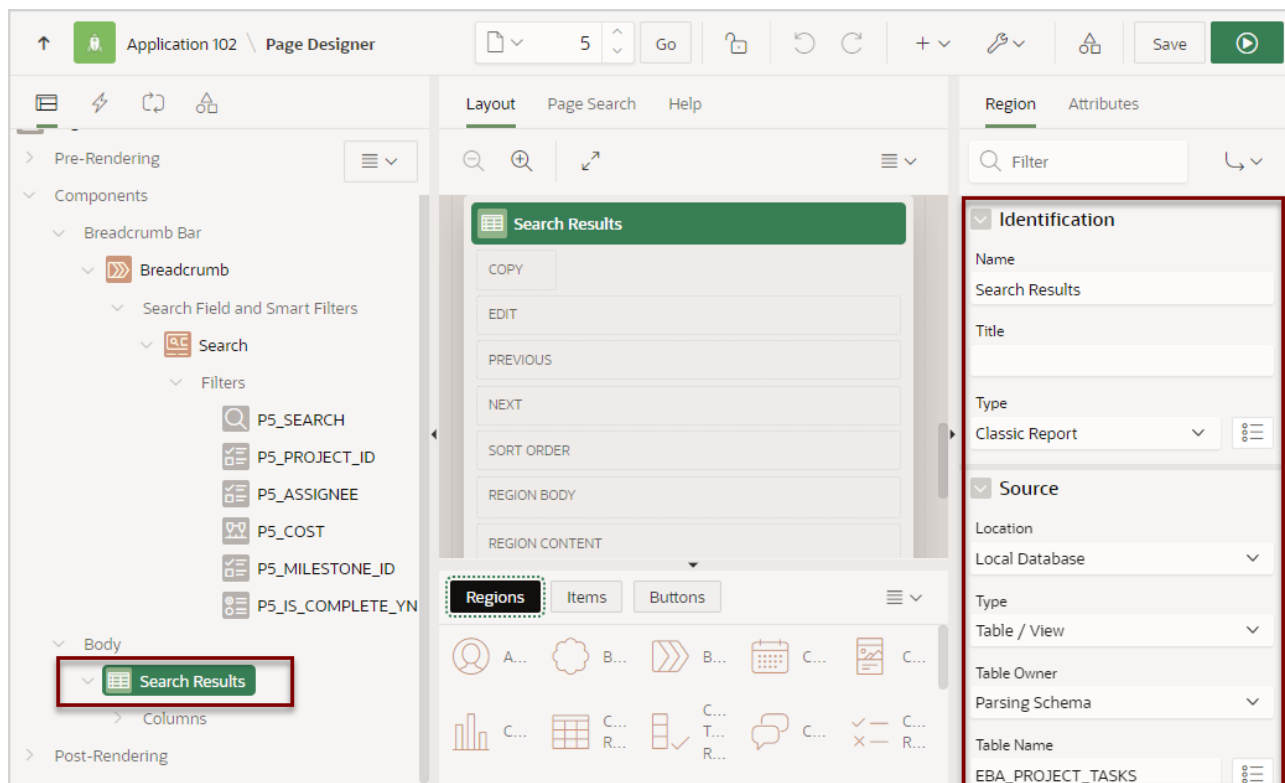 Application 102 \ Page Designer
5
Go
Save
Pre-Rendering
Components
Breadcrumb Bar
Breadcrumb
Search Field and Smart Filters
Search
Filters
P5_SEARCH
P5_PROJECT_ID
P5_ASSIGNEE
P5_COST
P5_MILESTONE_ID
P5_IS_COMPLETE_YN
Body
Search Results
Columns
Post-Rendering
Layout
Page Search
Help
Search Results
COPY
EDIT
PREVIOUS
NEXT
SORT ORDER
REGION BODY
REGION CONTENT
Regions
Items
Buttons
A...
B...
B...
C...
C...
C...
C...
R...
C...
T...
R...
C...
C...
R...
Region
Attributes
Filter
Identification
Name
Search Results
Title
Type
Classic Report
Source
Location
Local Database
Type
Table / View
Table Owner
Parsing Schema
Table Name
EBA_PROJECT_TASKS